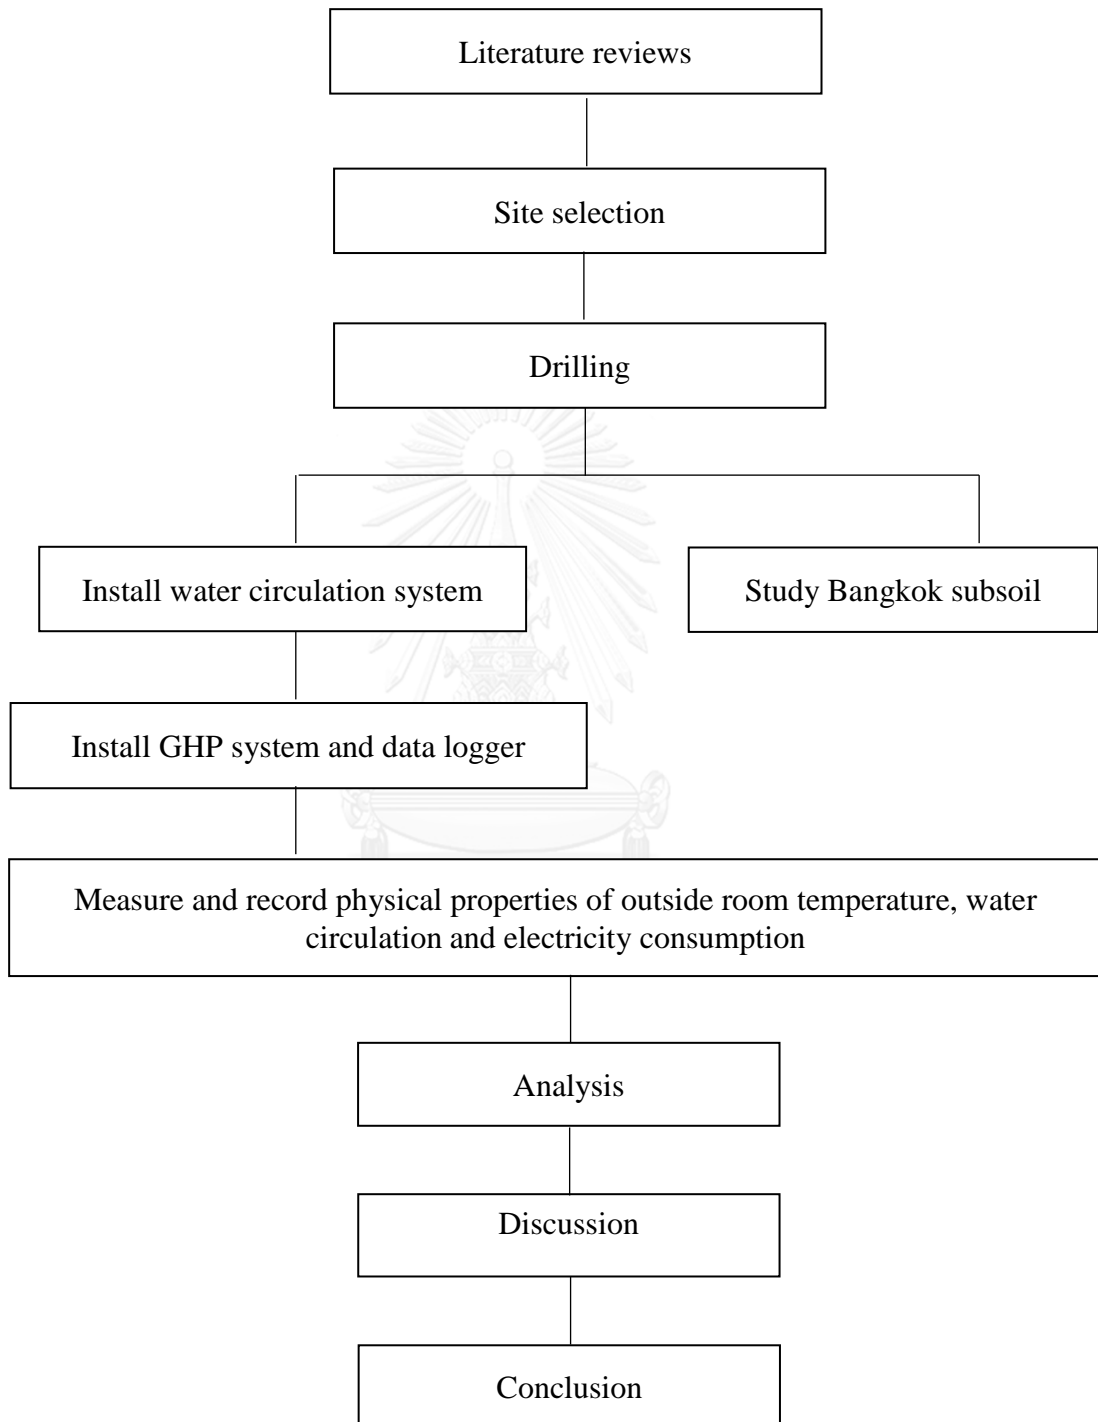 Literature reviews
Site selection
Drilling
Install water circulation system
Study Bangkok subsoil
Install GHP system and data logger
Measure and record physical properties of outside room temperature, water
circulation and electricity consumption
Analysis
Discussion
Conclusion